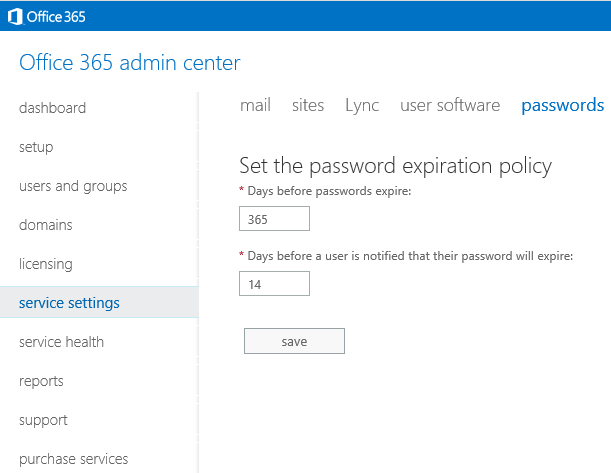 Office 365
Office 365 admin center
dashboard
setup
users and groups
domains
licensing
service settings
service health
reports
support
purchase services
mail sites Lync user software passwords
Set the password expiration policy
* Days before passwords expire:
365
* Days before a user is notified that their password will expire:
14
save